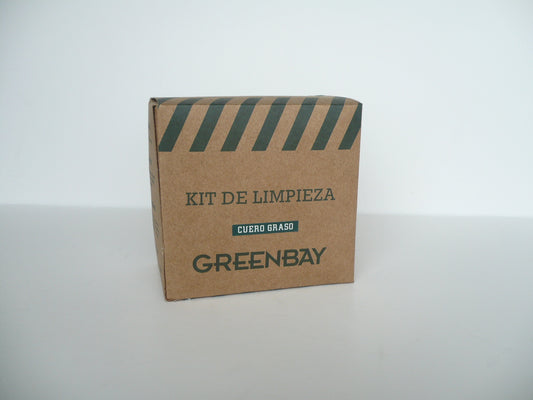 KIT DE LIMPIEZA
CUERO GRASO
GREENBAY